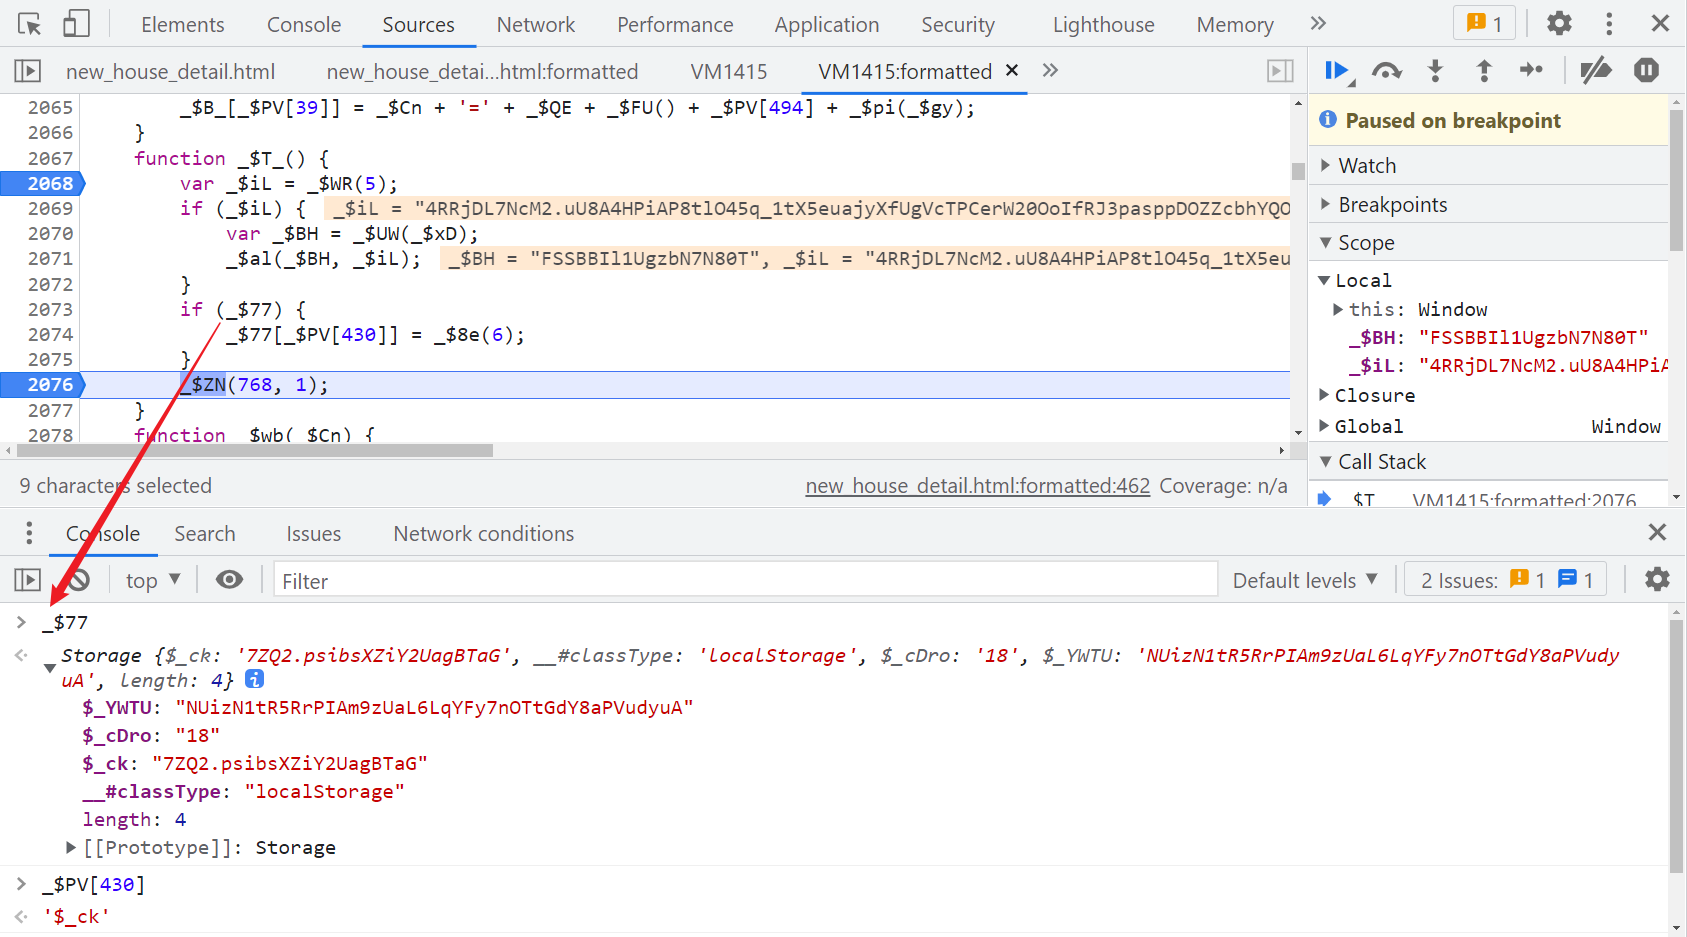 Elements Console Sources Network Performance Application Security Lighthouse Memory » 1
new_house_detail.html new_house_detai...html:formatted VM1415 VM1415:formatted × »
2065 _$B_[_$PV[39]] = _$Cn + '=' + _$QE + _$FU() + _$PV[494] + _$pi(_$gy);
2066 }
2067 function _$T_() {
2068 var _$iL = _$WR(5);
2069 if (_$iL) { _$iL = "4RRjDL7NcM2.uU8A4HPiAP8tlO45q_1tX5euajyXfUgVcTPCerW20OoIfRJ3pasppDOZZcbhYQO
2070 var _$BH = _$UW(_$xD);
2071 _$al(_$BH, _$iL); _$BH = "FSSBBIl1UgzbN7N80T", _$iL = "4RRjDL7NcM2.uU8A4HPiAP8tlO45q_1tX5eu
2072 }
2073 if (_$77) {
2074 _$77[_$PV[430]] = _$8e(6);
2075 }
2076 _$ZN(768, 1);
2077 }
2078 function _$wb(_$Cn) {
9 characters selected new_house_detail.html:formatted:462 Coverage: n/a
Paused on breakpoint
Watch
Breakpoints
Scope
Local
this: Window
_$BH: "FSSBBIl1UgzbN7N80T"
_$iL: "4RRjDL7NcM2.uU8A4HPiA
Closure
Global Window
Call Stack
_$T_ VM1415:formatted:2076
Console Search Issues Network conditions
top ▼ Filter Default levels ▼ 2 Issues: 1 1
> _$77
Storage {$_ck: '7ZQ2.psibsXZiY2UagBTaG', __#classType: 'localStorage', $_cDro: '18', $_YWTU: 'NUizN1tR5RrPIAm9zUaL6LqYFy7nOTtGdY8aPVudy
uA', length: 4}
$_YWTU: "NUizN1tR5RrPIAm9zUaL6LqYFy7nOTtGdY8aPVudyuA"
$_cDro: "18"
$_ck: "7ZQ2.psibsXZiY2UagBTaG"
__#classType: "localStorage"
length: 4
[[Prototype]]: Storage
> _$PV[430]
'$_ck'